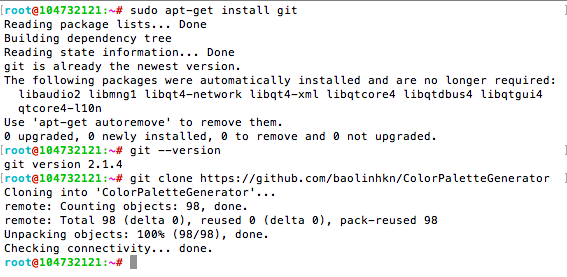 [root@104732121:~# sudo apt-get install git ]
Reading package lists... Done
Building dependency tree
Reading state information... Done
git is already the newest version.
The following packages were automatically installed and are no longer required:
  libaudio2 libmng1 libqt4-network libqt4-xml libqtcore4 libqtdbus4 libqtgui4
  qtcore4-l10n
Use 'apt-get autoremove' to remove them.
0 upgraded, 0 newly installed, 0 to remove and 0 not upgraded.
[root@104732121:~# git --version ]
git version 2.1.4
[root@104732121:~# git clone https://github.com/baolinhkn/ColorPaletteGenerator ]
Cloning into 'ColorPaletteGenerator'...
remote: Counting objects: 98, done.
remote: Total 98 (delta 0), reused 0 (delta 0), pack-reused 98
Unpacking objects: 100% (98/98), done.
Checking connectivity... done.
root@104732121:~#